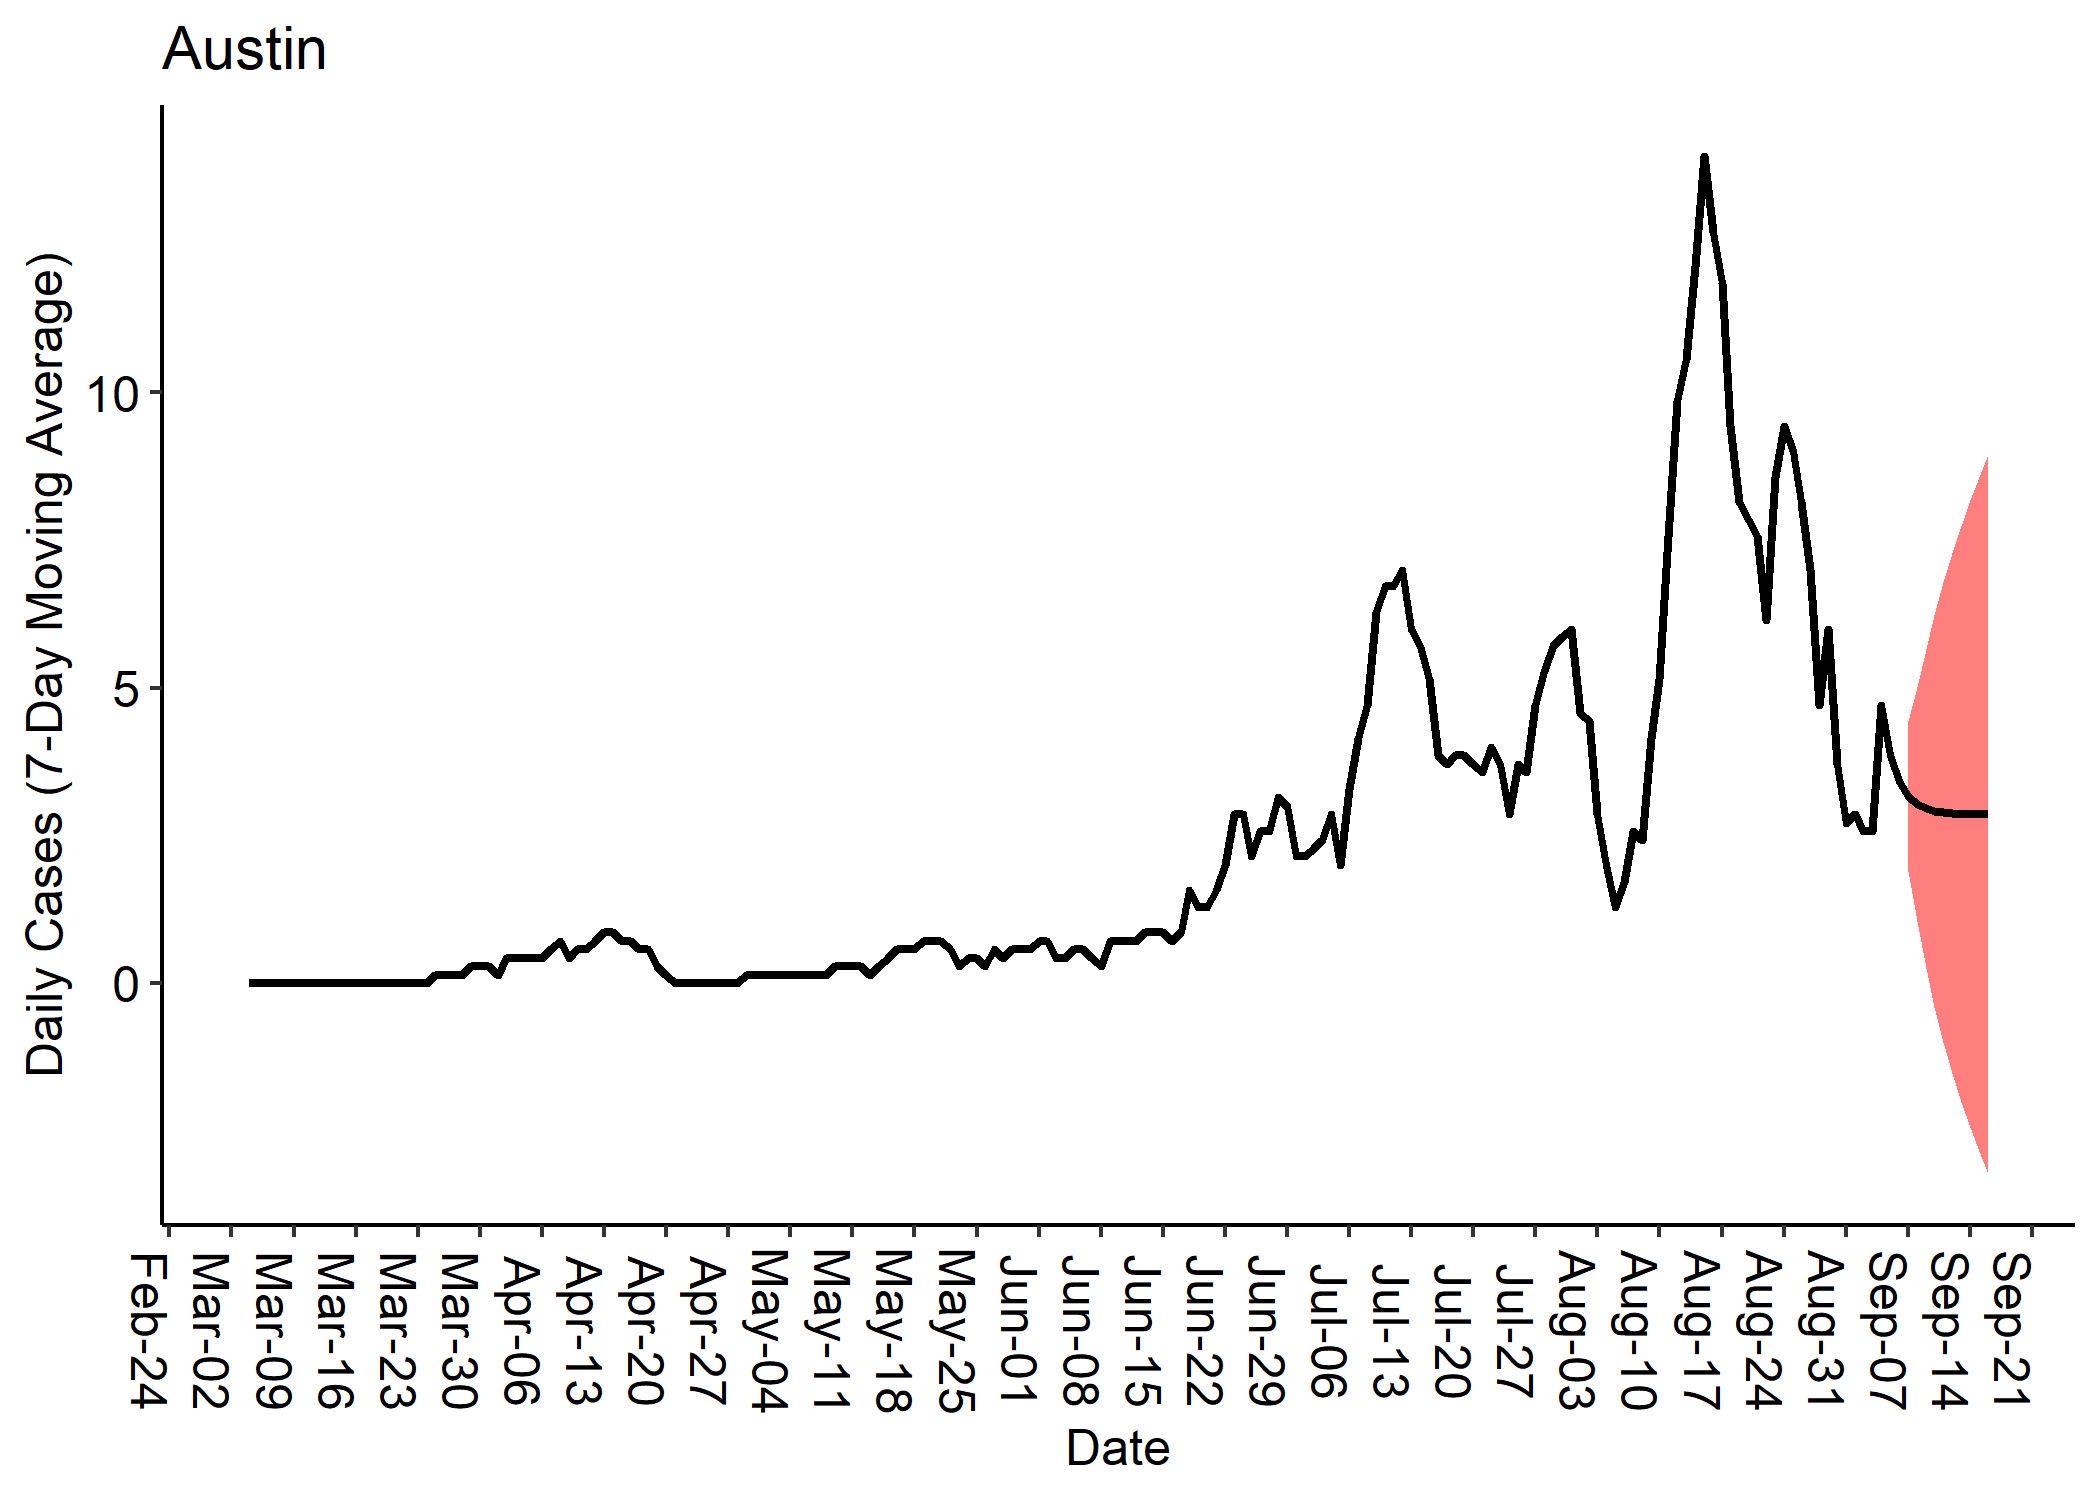 Austin
Daily Cases (7-Day Moving Average)
10
5
0
Feb-24
Mar-02
Mar-09
Mar-16
Mar-23
Mar-30
Apr-06
Apr-13
Apr-20
Apr-27
May-04
May-11
May-18
May-25
Jun-01
Jun-08
Jun-15
Jun-22
Jun-29
Jul-06
Jul-13
Jul-20
Jul-27
Aug-03
Aug-10
Aug-17
Aug-24
Aug-31
Sep-07
Sep-14
Sep-21
Date